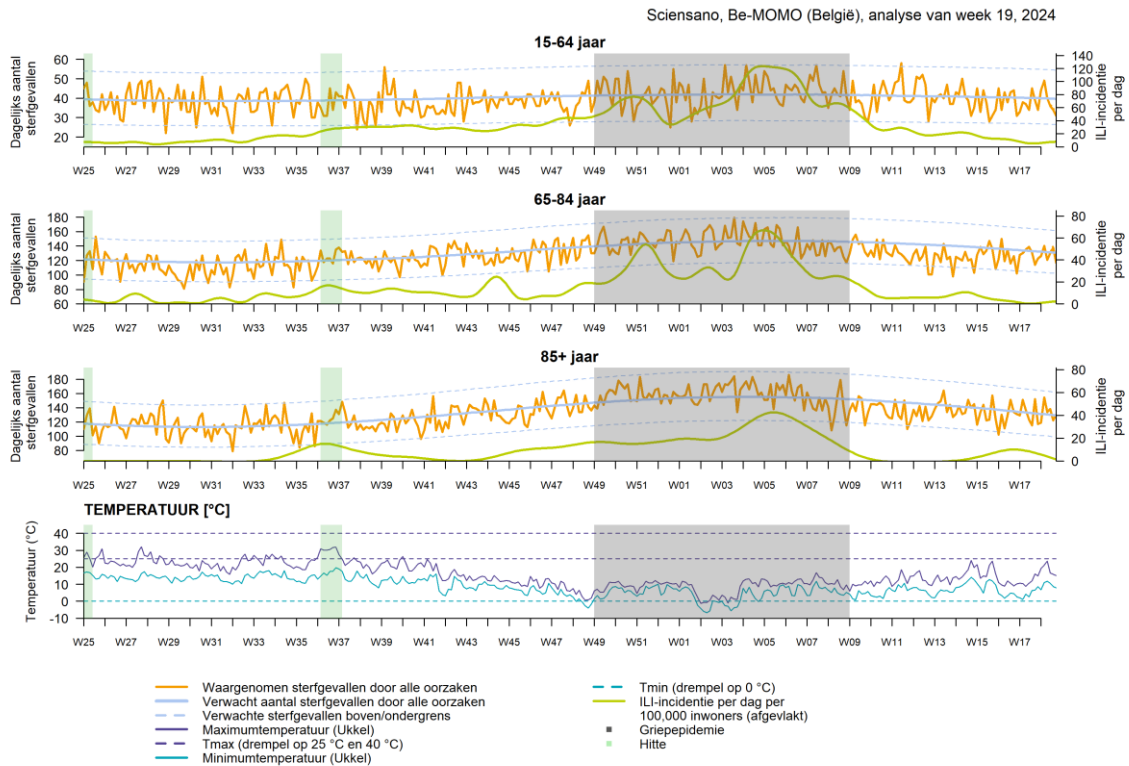 Sciensano, Be-MOMO (België), analyse van week 19, 2024
15-64 jaar
Dagelijks aantal
sterfgevallen
60
50
40
30
20
140
120
100
80
60
40
20
0
ILI-incidentie
per dag
W25 W27 W29 W31 W33 W35 W37 W39 W41 W43 W45 W47 W49 W51 W01 W03 W05 W07 W09 W11 W13 W15 W17
65-84 jaar
Dagelijks aantal
sterfgevallen
180
160
140
120
100
80
60
80
60
40
20
0
ILI-incidentie
per dag
W25 W27 W29 W31 W33 W35 W37 W39 W41 W43 W45 W47 W49 W51 W01 W03 W05 W07 W09 W11 W13 W15 W17
85+ jaar
Dagelijks aantal
sterfgevallen
180
160
140
120
100
80
80
60
40
20
0
ILI-incidentie
per dag
W25 W27 W29 W31 W33 W35 W37 W39 W41 W43 W45 W47 W49 W51 W01 W03 W05 W07 W09 W11 W13 W15 W17
TEMPERATUUR [°C]
Temperatuur (°C)
40
30
20
10
0
-10
W25 W27 W29 W31 W33 W35 W37 W39 W41 W43 W45 W47 W49 W51 W01 W03 W05 W07 W09 W11 W13 W15 W17
Waargenomen sterfgevallen door alle oorzaken
Verwacht aantal sterfgevallen door alle oorzaken
Verwachte sterfgevallen boven/ondergrens
Maximumtemperatuur (Ukkel)
Tmax (drempel op 25 °C en 40 °C)
Minimumtemperatuur (Ukkel)
Tmin (drempel op 0 °C)
ILI-incidentie per dag per
100,000 inwoners (afgevlakt)
Griepepidemie
Hitte